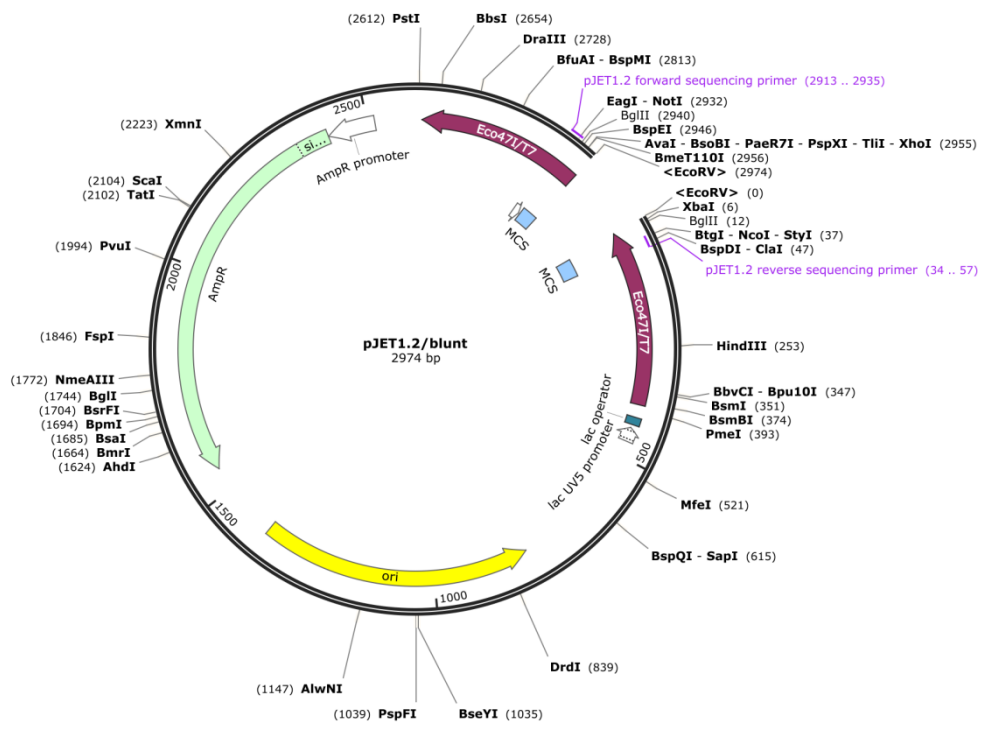 (2612) PstI
BbsI (2654)
DraIII (2728)
BfuAI - BspMI (2813)
pJET1.2 forward sequencing primer (2913 .. 2935)
EagI - NotI (2932)
BglII (2940)
BspEI (2946)
AvaI - BsoBI - PaeR7I - PspXI - TliI - XhoI (2955)
BmeT110I (2956)
<EcoRV> (2974)
<EcoRV> (0)
XbaI (6)
BglII (12)
BtgI - NcoI - StyI (37)
BspDI - ClaI (47)
pJET1.2 reverse sequencing primer (34 .. 57)
HindIII (253)
BbvCI - Bpu10I (347)
BsmI (351)
BsmBI (374)
PmeI (393)
MfeI (521)
BspQI - SapI (615)
DrdI (839)
BseYI (1035)
(1039) PspFI
(1147) AlwNI
(1624) AhdI
(1664) BmrI
(1685) BsaI
(1694) BpmI
(1704) BsrFI
(1744) BglI
(1772) NmeAIII
(1846) FspI
(1994) PvuI
(2102) TatI
(2104) ScaI
(2223) XmnI
2500
2000
1500
1000
500
Eco47I/T7
Eco47I/T7
si...
AmpR promoter
AmpR
MCS
MCS
lac operator
lac UV5 promoter
ori
pJET1.2/blunt
2974 bp